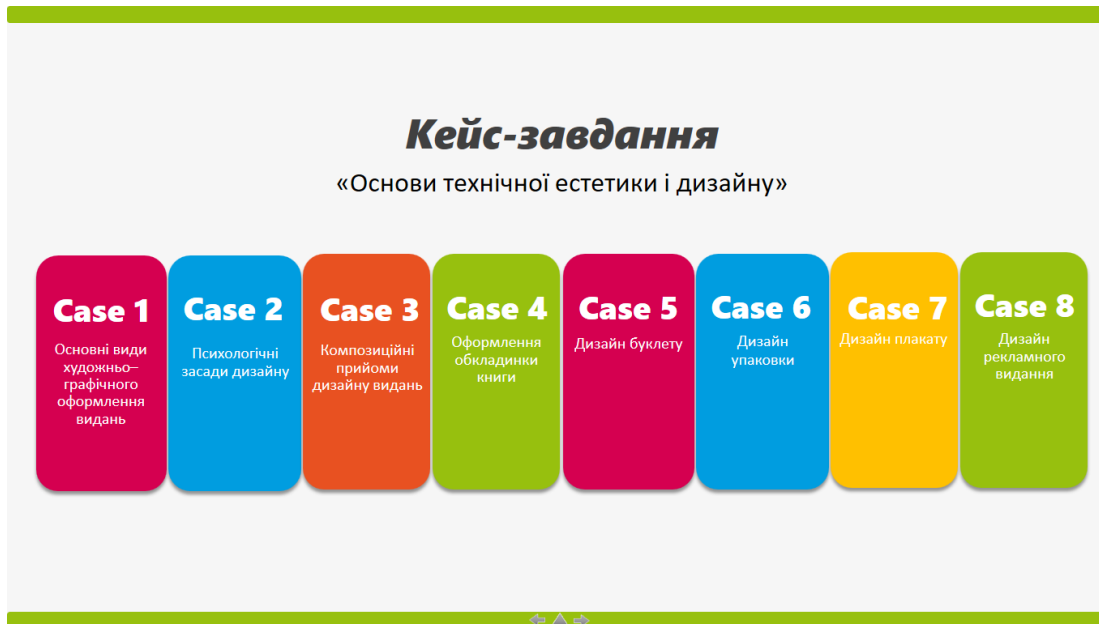 Кейс-завдання
«Основи технічної естетики і дизайну»
Case 1
Основні види
художньо–
графічного
оформлення
видань
Case 2
Психологічні
засади дизайну
Case 3
Композиційні
прийоми
дизайну видань
Case 4
Оформлення
обкладинки
книги
Case 5
Дизайн буклету
Case 6
Дизайн
упаковки
Case 7
Дизайн плакату
Case 8
Дизайн
рекламного
видання